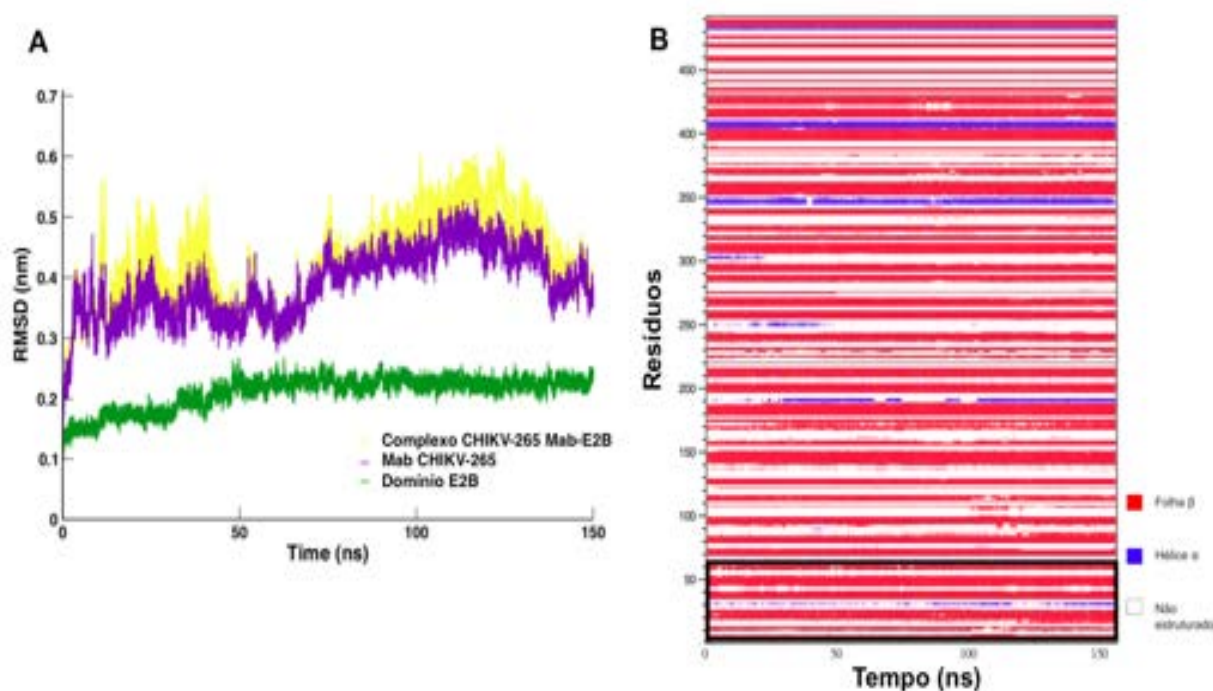 A
0.7
0.6
0.5
0.4
0.3
0.2
0.1
0
RMSD (nm)
0
50
100
150
Time (ns)
Complexo CHIKV-265 Mab-E2B
Mab CHIKV-265
Domínio E2B
B
450
400
350
300
250
200
150
100
50
Resíduos
0
50
100
150
Tempo (ns)
Folha β
Hélice α
Não
estruturado